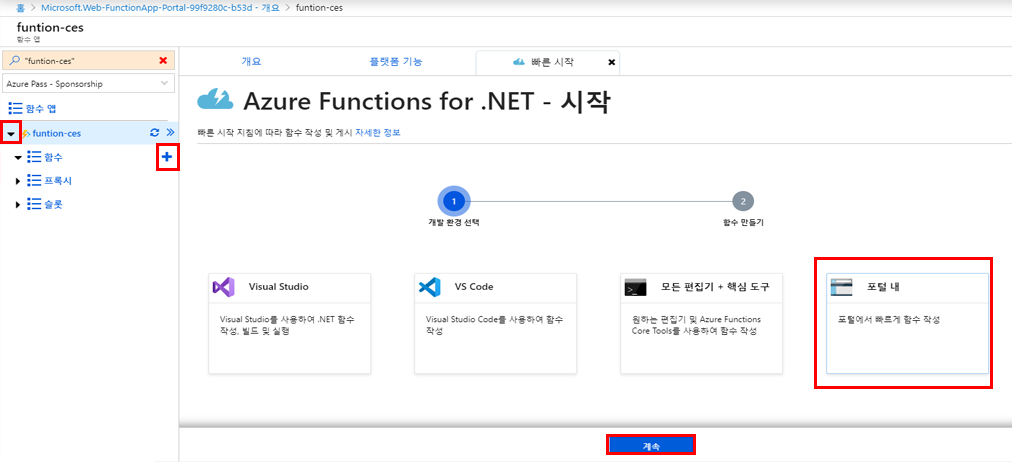 홈 > Microsoft.Web-FunctionApp-Portal-99f9280c-b53d - 개요 > funtion-ces
funtion-ces
함수 앱
"funtion-ces"
Azure Pass - Sponsorship
함수 앱
funtion-ces
함수
프록시
슬롯
개요 플랫폼 기능 빠른 시작
Azure Functions for .NET - 시작
빠른 시작 지침에 따라 함수 작성 및 게시 자세한 정보
1 2
개발 환경 선택 함수 만들기
Visual Studio
Visual Studio를 사용하여 .NET 함수
작성, 빌드 및 실행
VS Code
Visual Studio Code를 사용하여 함수
작성
모든 편집기 + 핵심 도구
원하는 편집기 및 Azure Functions
Core Tools를 사용하여 함수 작성
포털 내
포털에서 빠르게 함수 작성
계속